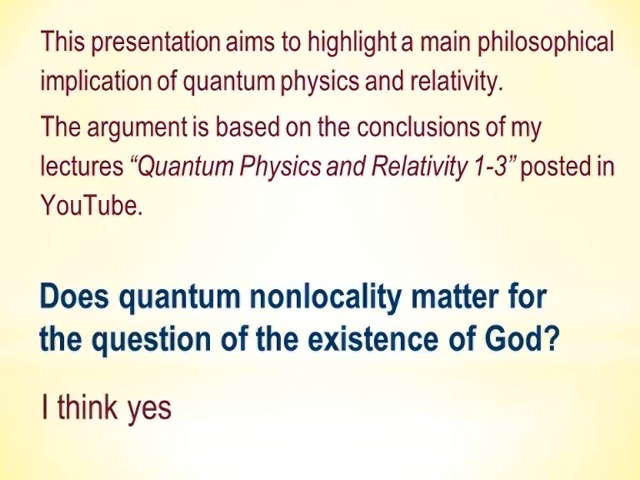 This presentation aims to highlight a main philosophical
implication of quantum physics and relativity.
The argument is based on the conclusions of my
lectures “Quantum Physics and Relativity 1-3” posted in
YouTube.
Does quantum nonlocality matter for
the question of the existence of God?
I think yes